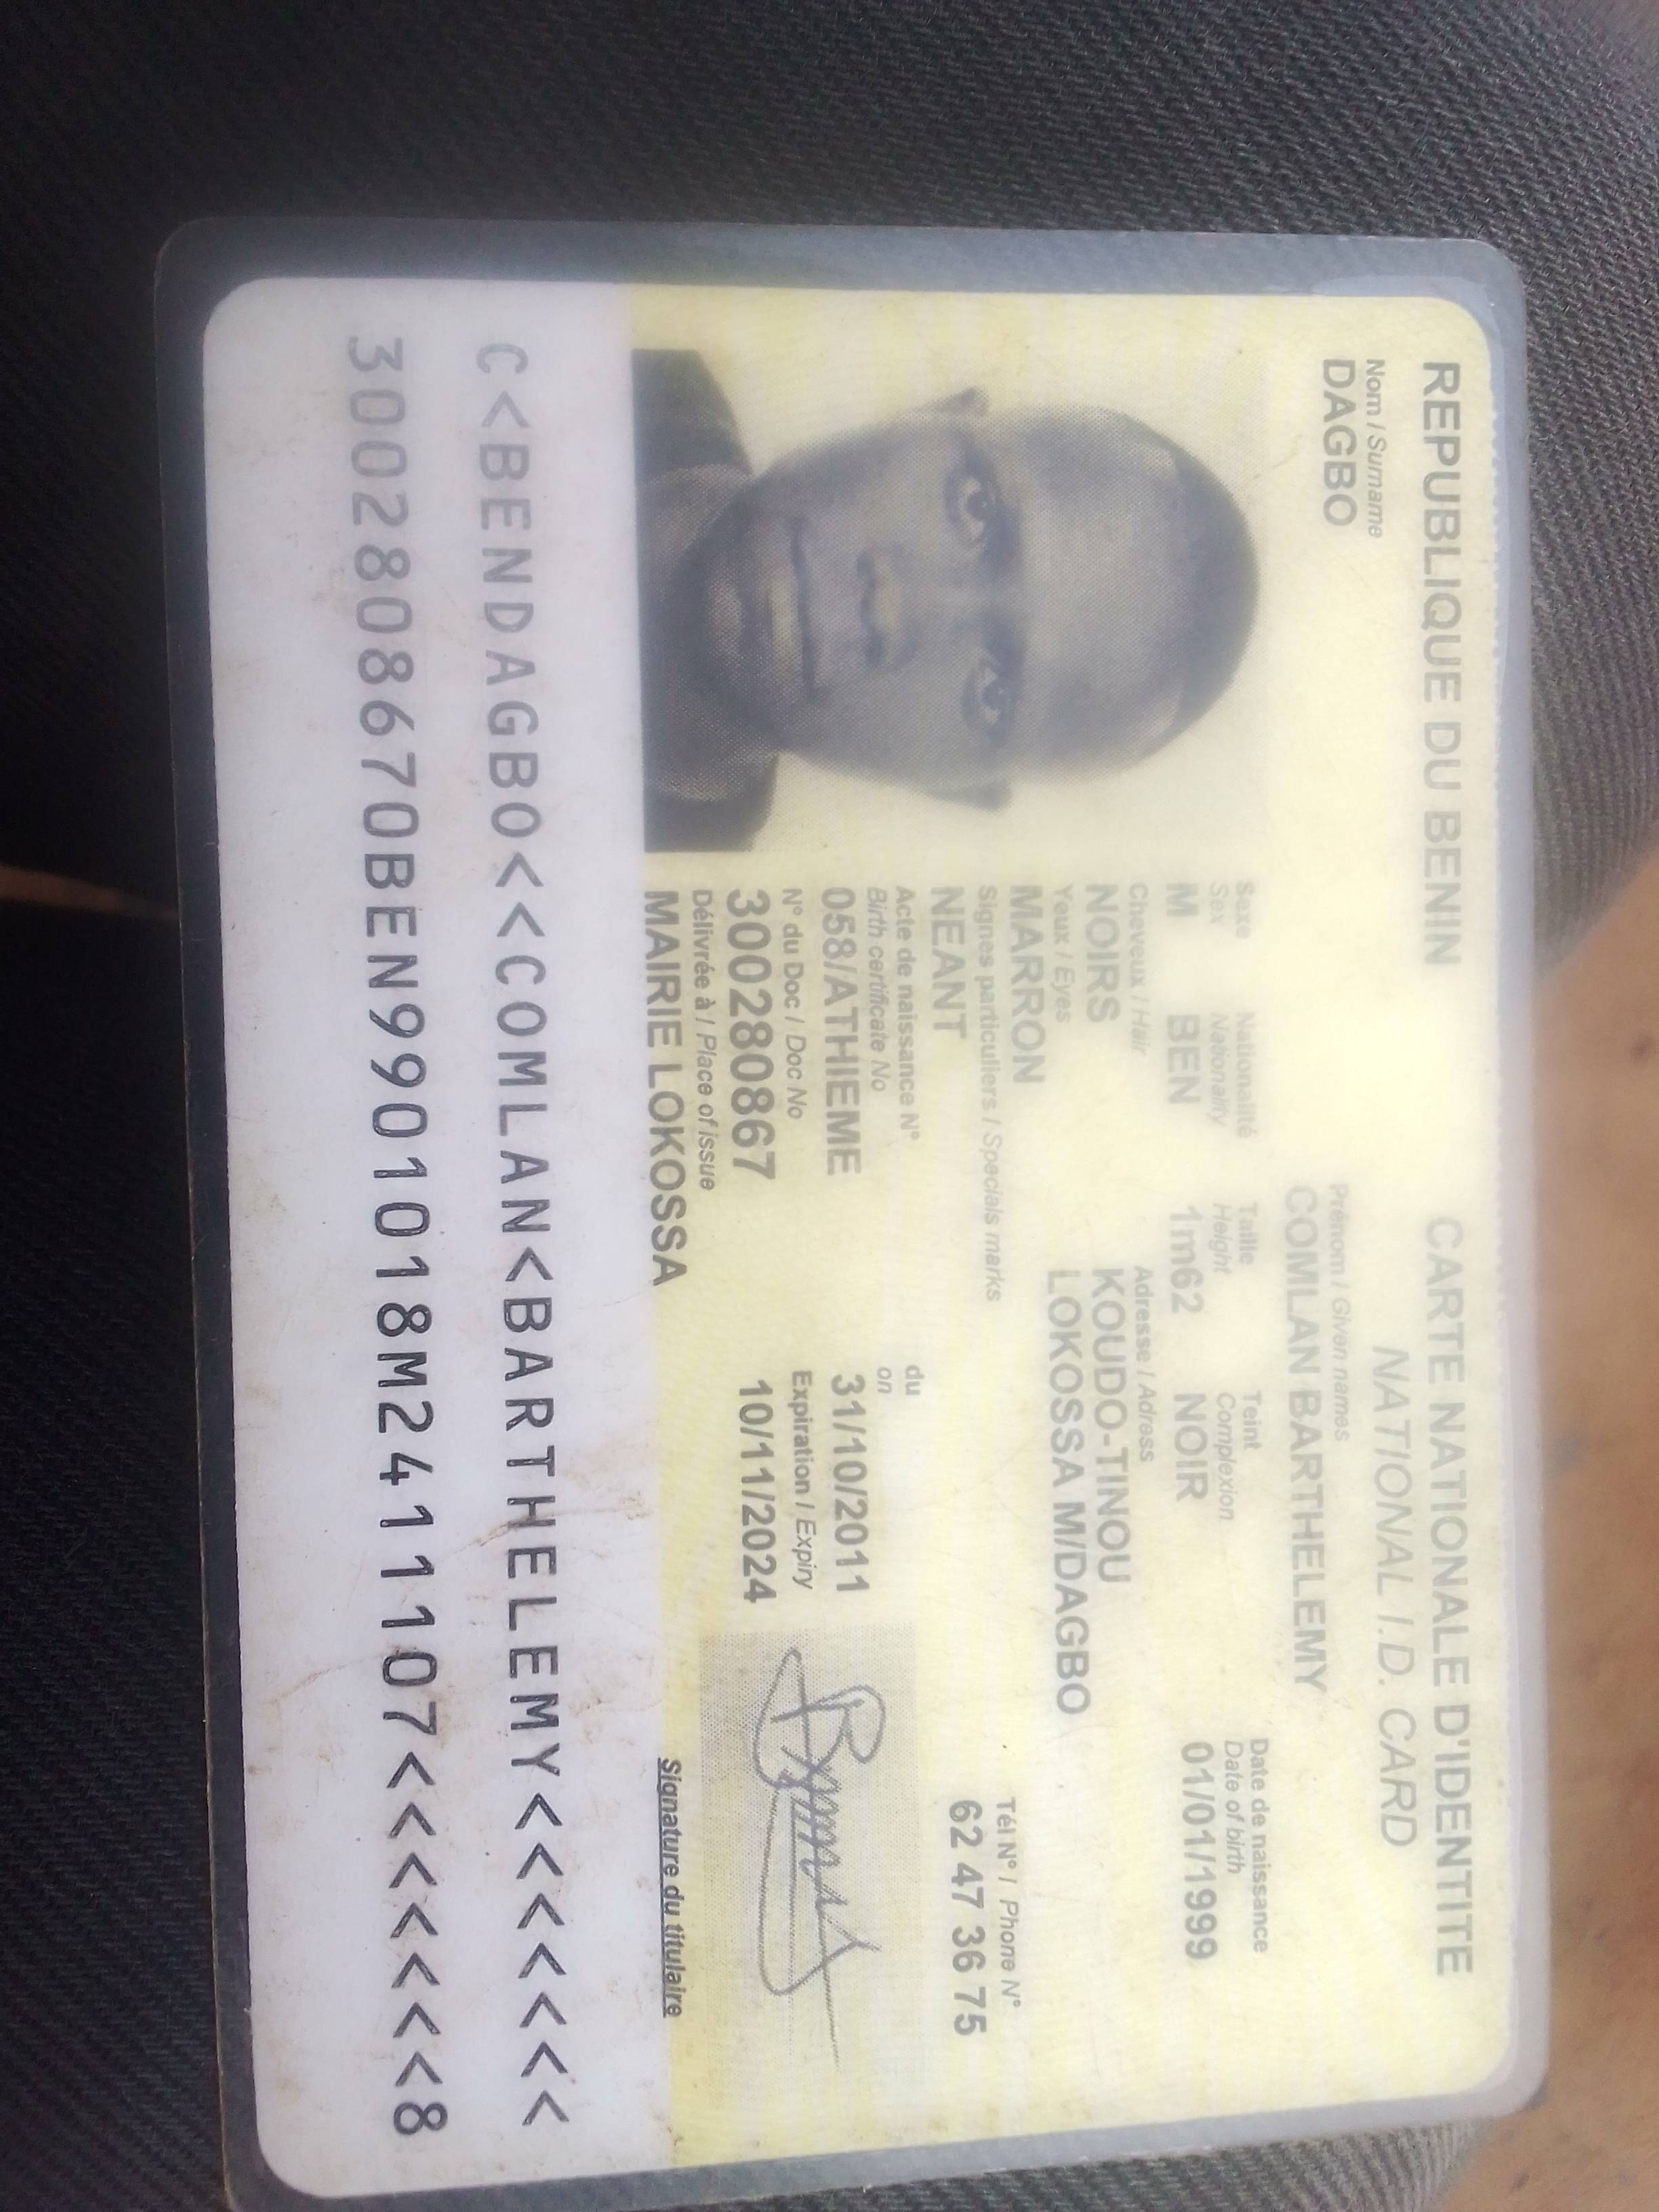 REPUBLIQUE DU BENIN
CARTE NATIONALE D'IDENTITE
NATIONAL I.D. CARD
Nom / Surname
DAGBO
Prénom / Given names
COMLAN BARTHELEMY
Sexe Nationalité Taille Teint Date de naissance
Sex Nationality Height Complexion Date of birth
M BEN 1m62 NOIR 01/01/1999
Cheveux / Hair Adresse / Adress
NOIRS KOUDO-TINOU
Yeux / Eyes LOKOSSA M/DAGBO
MARRON
Signes particuliers / Specials marks Tél N° / Phone N°
NEANT 62 47 36 75
Acte de naissance N° du
Birth certificate No on
058/ATHIEME 31/10/2011
N° du Doc / Doc No Expiration / Expiry
300280867 10/11/2024
Délivrée à / Place of issue
MAIRIE LOKOSSA
Signature du titulaire
C<BENDAGBO<<COMLAN<BARTHELEMY<<<<<<<
3002808670BEN9901018M2411107<<<<<<<8